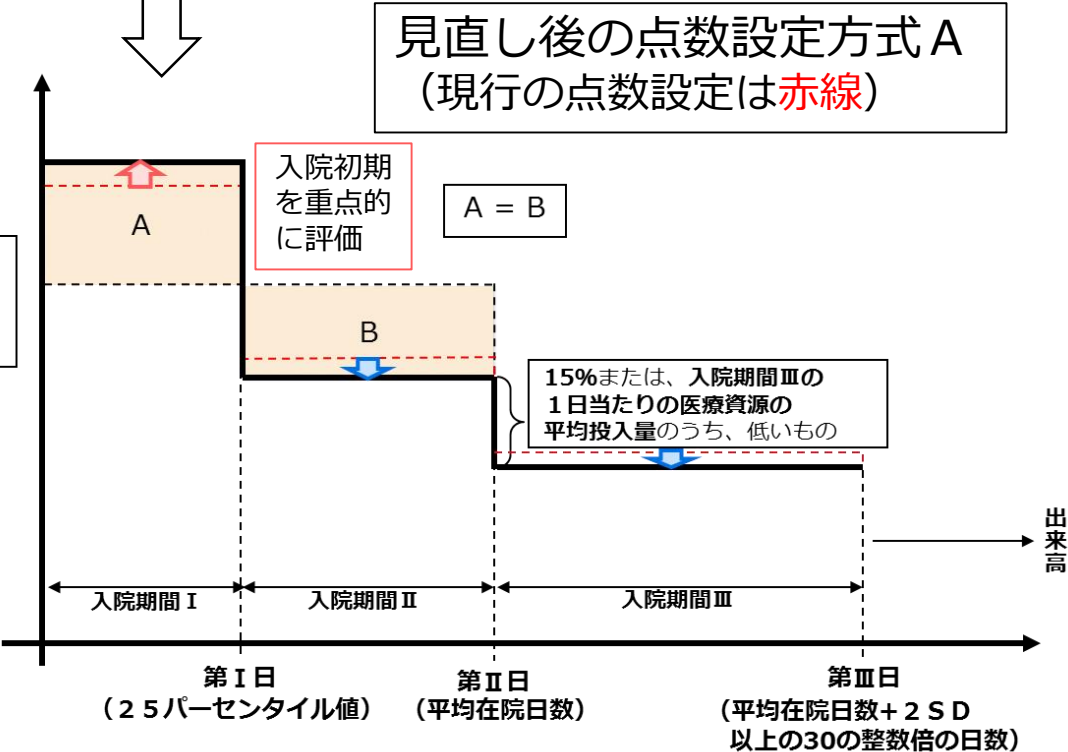 見直し後の点数設定方式A
（現行の点数設定は赤線）
入院初期
を重点的
に評価
A = B
A
B
15%または、入院期間Ⅲの
１日当たりの医療資源の
平均投入量のうち、低いもの
出来高
入院期間Ⅰ
入院期間Ⅱ
入院期間Ⅲ
第Ⅰ日
（２５パーセンタイル値）
第Ⅱ日
（平均在院日数）
第Ⅲ日
（平均在院日数+２ＳＤ
以上の30の整数倍の日数）